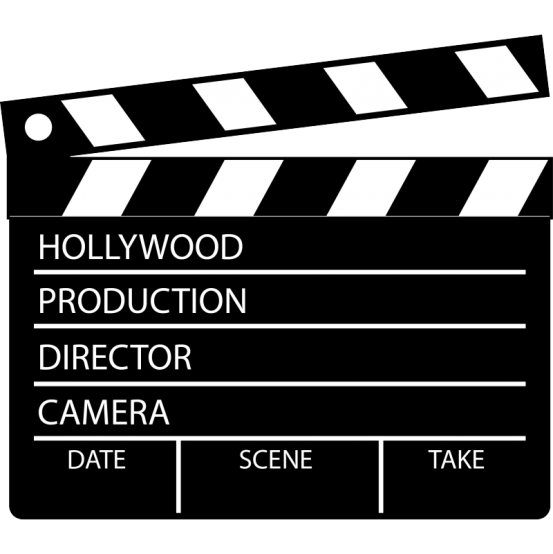 HOLLYWOOD
PRODUCTION
DIRECTOR
CAMERA
DATE SCENE TAKE